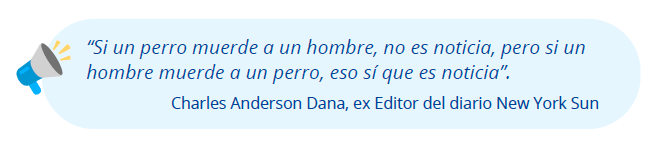 “Si un perro muerde a un hombre, no es noticia, pero si un
hombre muerde a un perro, eso sí que es noticia”.
Charles Anderson Dana, ex Editor del diario New York Sun